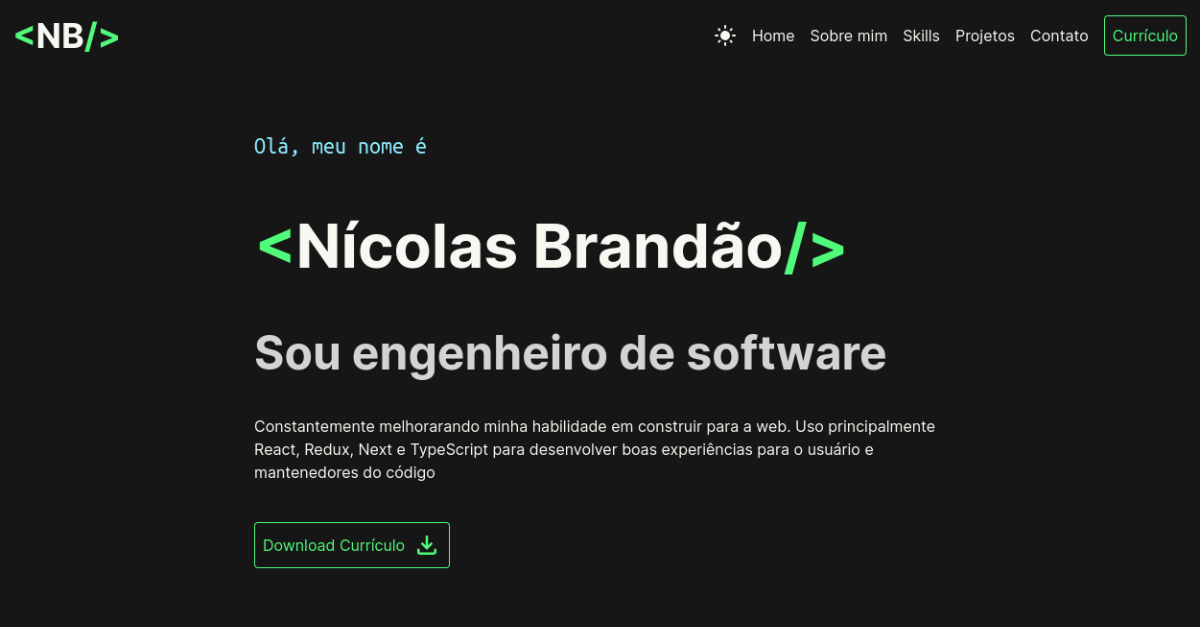 <NB/>
Home Sobre mim Skills Projetos Contato Currículo
Olá, meu nome é
<Nícolas Brandão/>
Sou engenheiro de software
Constantemente melhorarando minha habilidade em construir para a web. Uso principalmente
React, Redux, Next e TypeScript para desenvolver boas experiências para o usuário e
mantenedores do código
Download Currículo